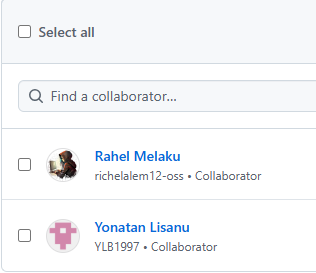 Select all
Find a collaborator...
Rahel Melaku
richelalem12-oss • Collaborator
Yonatan Lisanu
YLB1997 • Collaborator